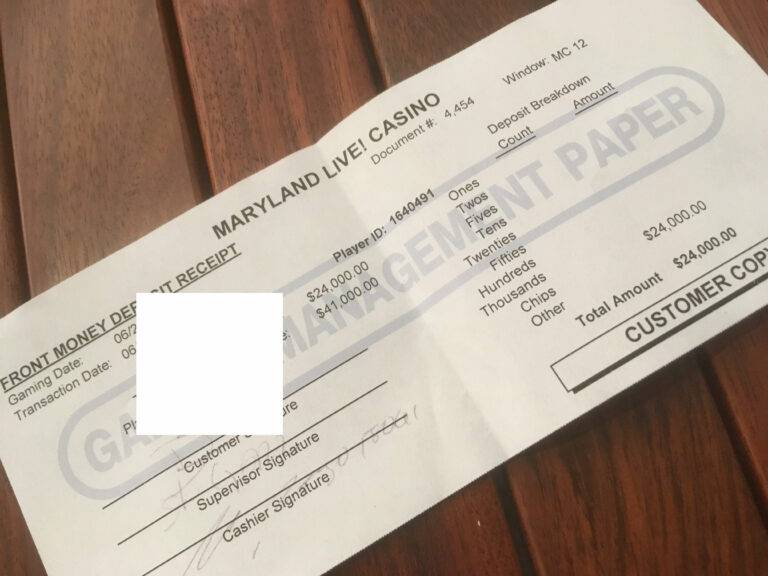 MARYLAND LIVE! CASINO
Document #: 4,454
Window: MC 12
FRONT MONEY DEPOSIT RECEIPT
Gaming Date: 06/2
Transaction Date: 06
Player ID: 1640491
$24,000.00
$41,000.00
Customer
Supervisor Signature
Cashier Signature
Deposit Breakdown
Count Amount
Ones
Twos
Fives
Tens
Twenties
Fifties
Hundreds
Thousands
Chips $24,000.00
Other
Total Amount $24,000.00
CUSTOMER COPY
MANAGEMENT PAPER